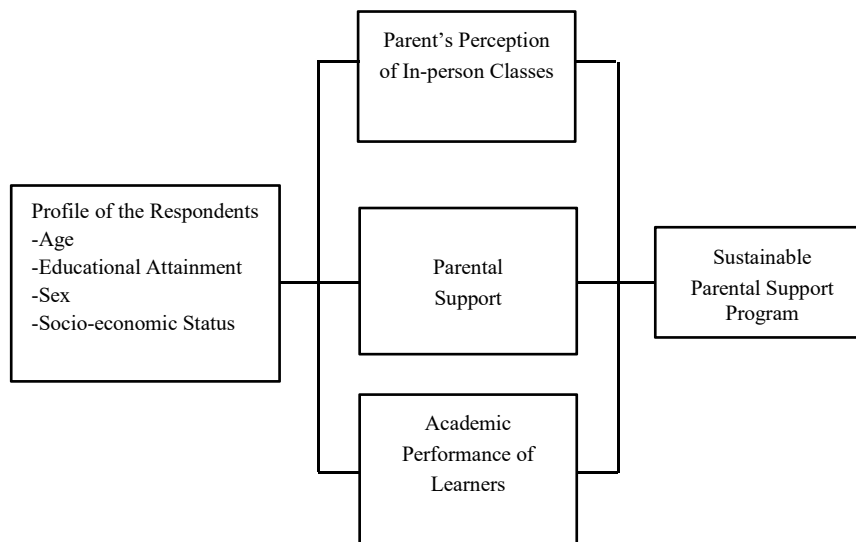 Parent’s Perception
of In-person Classes
Profile of the Respondents
-Age
-Educational Attainment
-Sex
-Socio-economic Status
Parental
Support
Academic
Performance of
Learners
Sustainable
Parental Support
Program